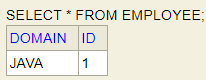 SELECT * FROM EMPLOYEE;
DOMAIN ID
JAVA 1